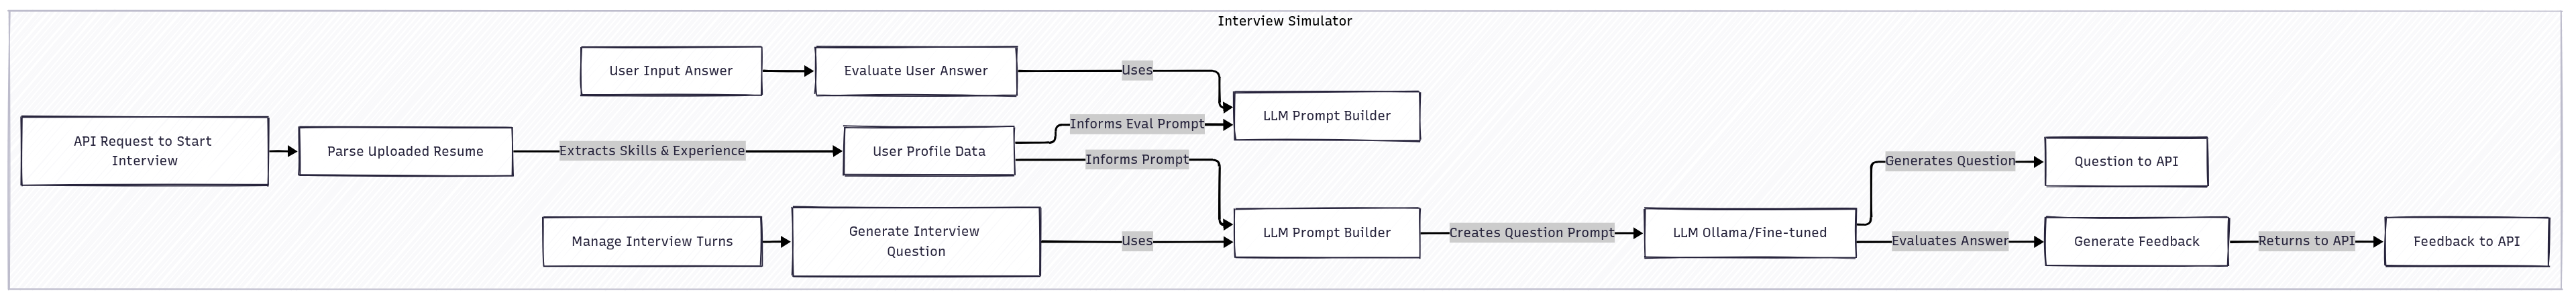 Interview Simulator
User Input Answer
Evaluate User Answer
Uses
LLM Prompt Builder
API Request to Start
Interview
Parse Uploaded Resume
Extracts Skills & Experience
User Profile Data
Informs Eval Prompt
Informs Prompt
Manage Interview Turns
Generate Interview
Question
Uses
LLM Prompt Builder
Creates Question Prompt
LLM Ollama/Fine-tuned
Generates Question
Question to API
Evaluates Answer
Generate Feedback
Returns to API
Feedback to API